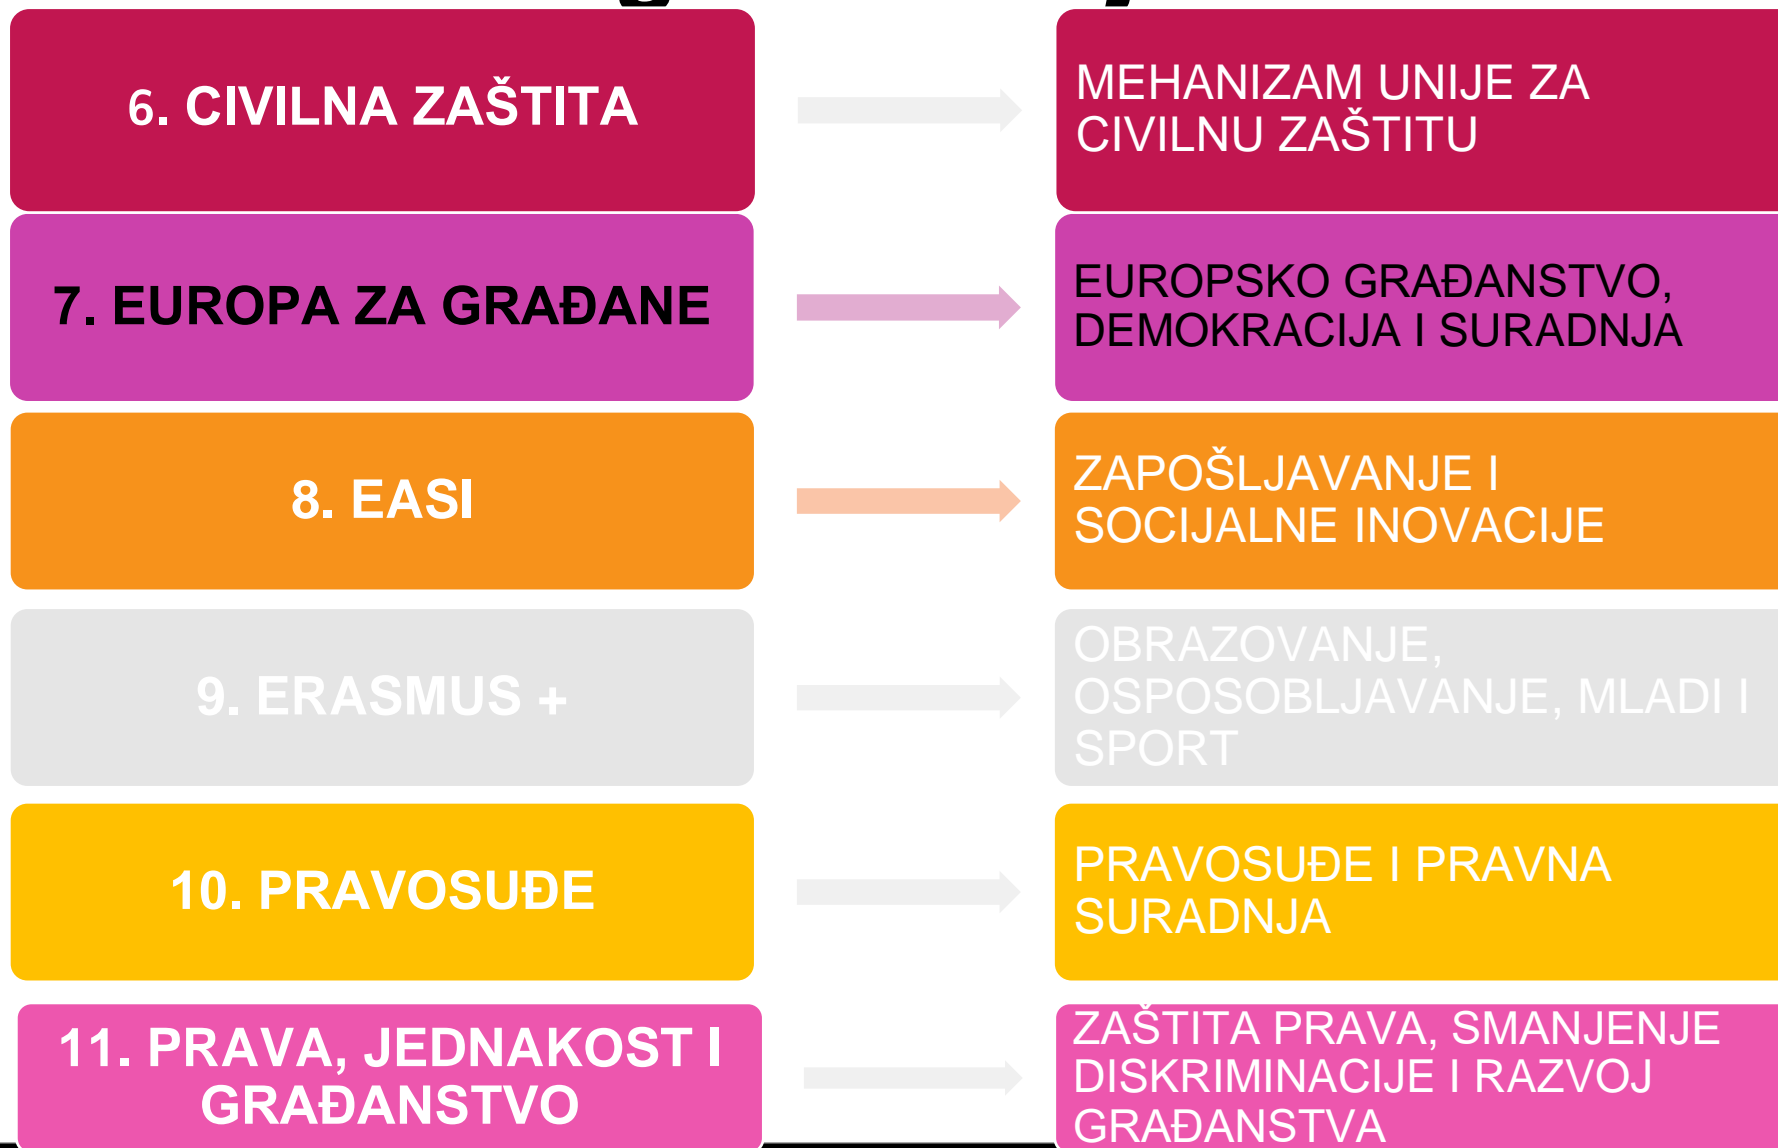 6. CIVILNA ZAŠTITA
MEHANIZAM UNIJE ZA
CIVILNU ZAŠTITU
7. EUROPA ZA GRAĐANE
EUROPSKO GRAĐANSTVO,
DEMOKRACIJA I SURADNJA
8. EASI
ZAPOŠLJAVANJE I
SOCIJALNE INOVACIJE
9. ERASMUS +
OBRAZOVANJE,
OSPOSOBLJAVANJE, MLADI I
SPORT
10. PRAVOSUĐE
PRAVOSUĐE I PRAVNA
SURADNJA
11. PRAVA, JEDNAKOST I
GRAĐANSTVO
ZAŠTITA PRAVA, SMANJENJE
DISKRIMINACIJE I RAZVOJ
GRAĐANSTVA